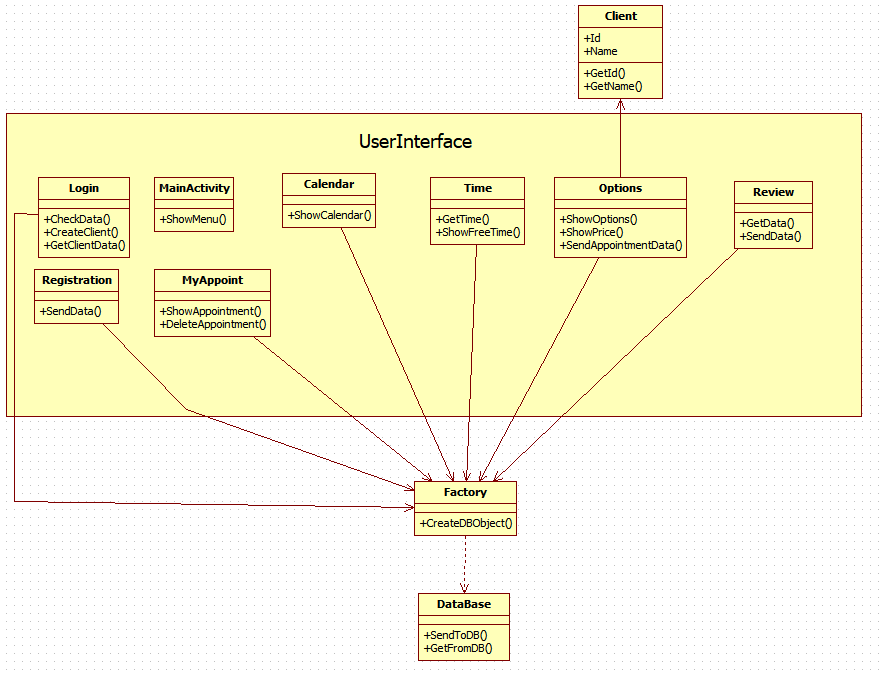 Client
+Id
+Name
+GetId()
+GetName()
UserInterface
Login
+CheckData()
+CreateClient()
+GetClientData()
MainActivity
+ShowMenu()
Calendar
+ShowCalendar()
Time
+GetTime()
+ShowFreeTime()
Options
+ShowOptions()
+ShowPrice()
+SendAppointmentData()
Review
+GetData()
+SendData()
Registration
+SendData()
MyAppoint
+ShowAppointment()
+DeleteAppointment()
Factory
+CreateDBObject()
DataBase
+SendToDB()
+GetFromDB()